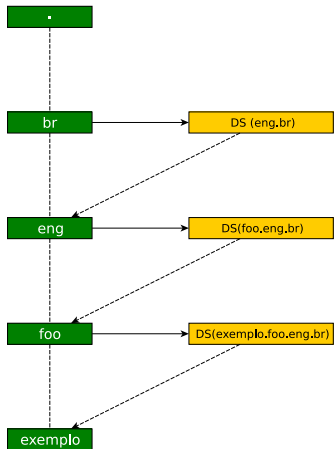 .
br
DS (eng.br)
eng
DS(foo.eng.br)
foo
DS(exemplo.foo.eng.br)
exemplo